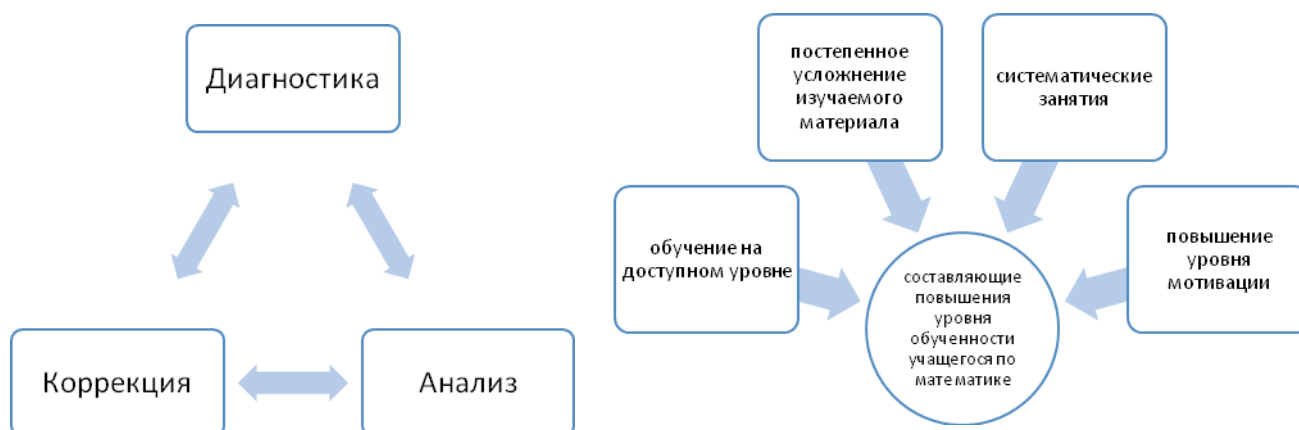 Диагностика
Коррекция
Анализ
постепенное
усложнение
изучаемого
материала
систематические
занятия
обучение на
доступном уровне
повышение
уровня
мотивации
составляющие
повышения
уровня
обученности
учащегося по
математике